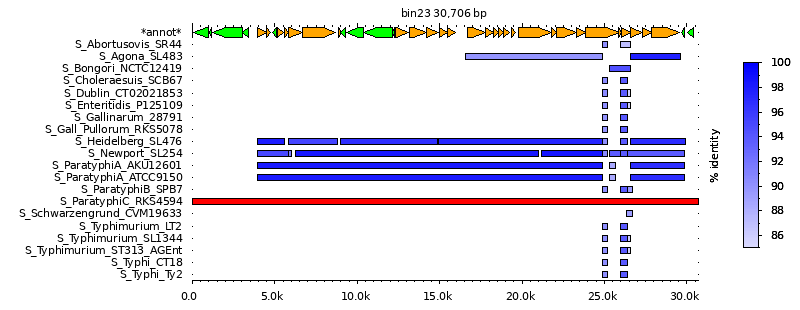 bin23 30,706 bp
*annot*
S_Abortusovis_SR44
S_Agona_SL483
S_Bongori_NCTC12419
S_Choleraesuis_SCB67
S_Dublin_CT02021853
S_Enteritidis_P125109
S_Gallinarum_28791
S_Gall_Pullorum_RKS5078
S_Heidelberg_SL476
S_Newport_SL254
S_ParatyphiA_AKU12601
S_ParatyphiA_ATCC9150
S_ParatyphiB_SPB7
S_ParatyphiC_RKS4594
S_Schwarzengrund_CVM19633
S_Typhimurium_LT2
S_Typhimurium_SL1344
S_Typhimurium_ST313_AGEnt
S_Typhi_CT18
S_Typhi_Ty2
0.0 5.0k 10.0k 15.0k 20.0k 25.0k 30.0k
% identity
100
98
96
94
92
90
88
86